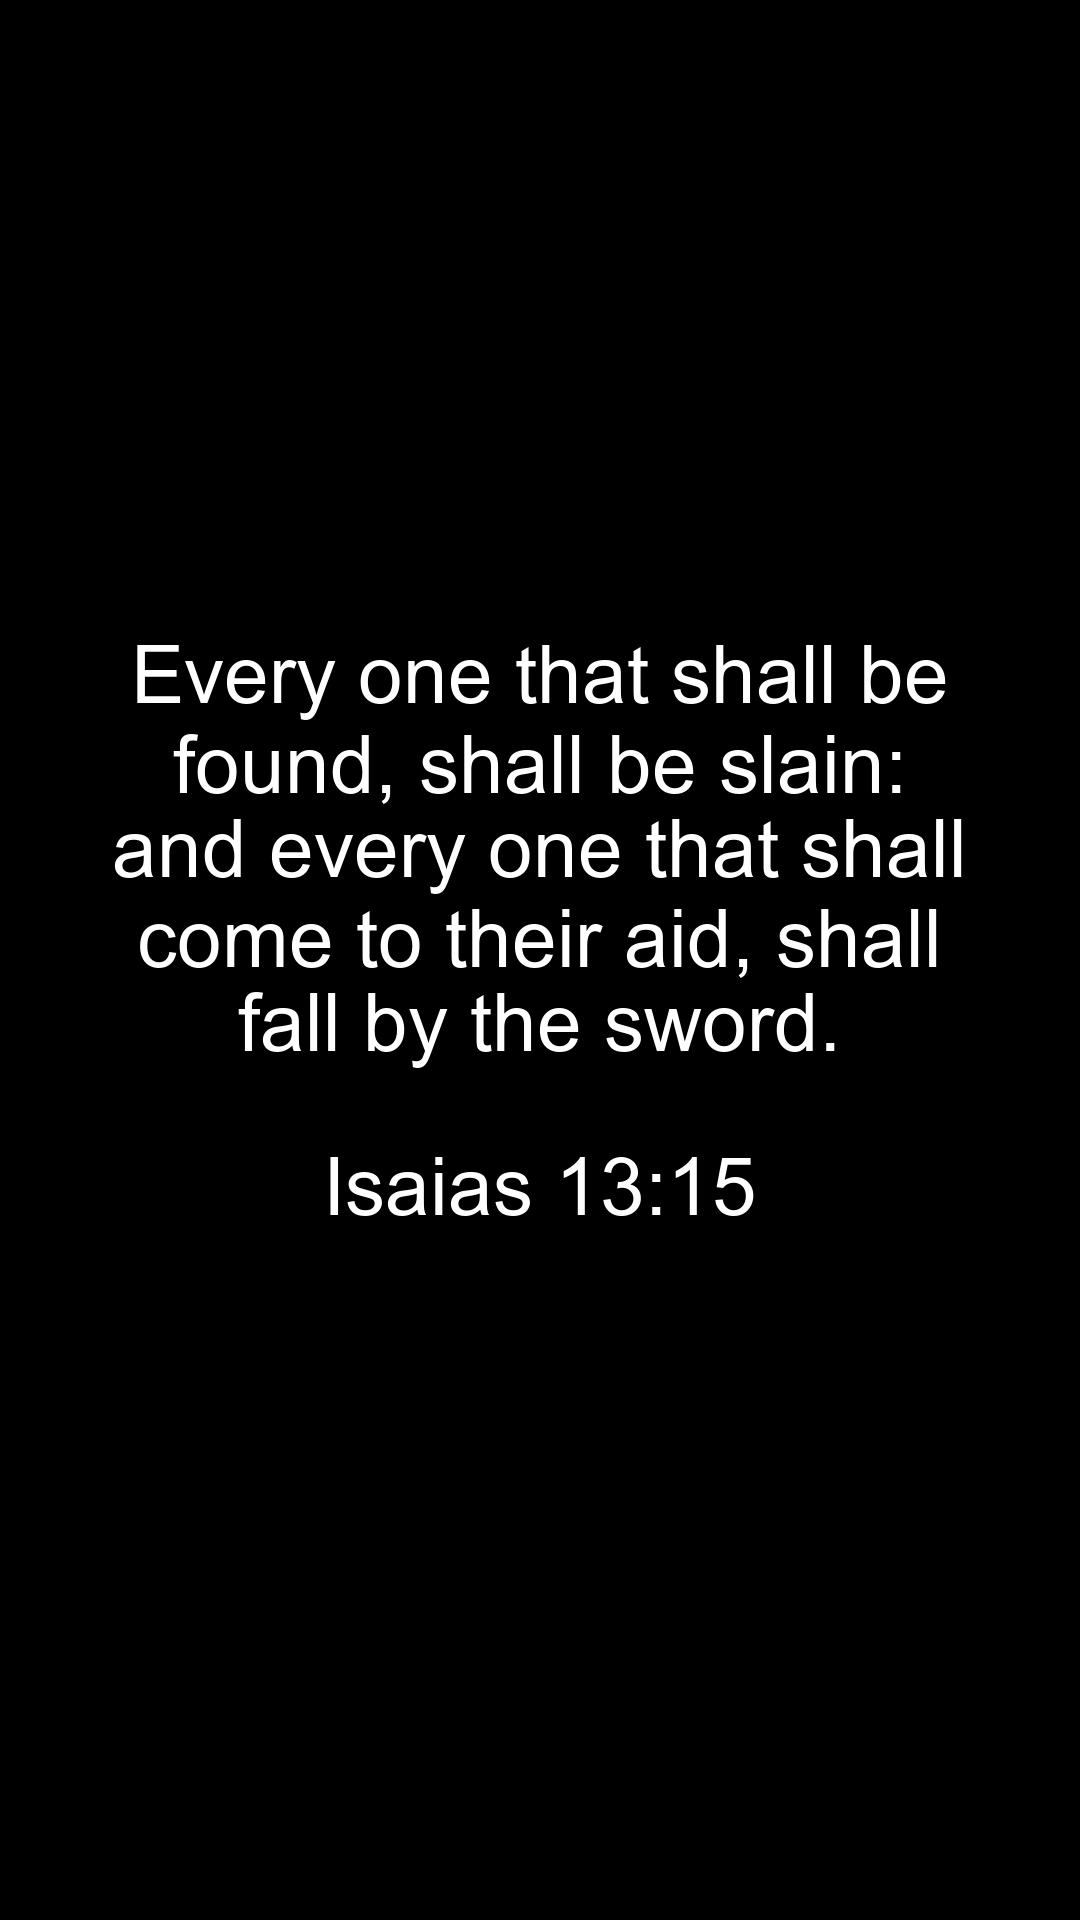 Every one that shall be
found, shall be slain:
and every one that shall
come to their aid, shall
fall by the sword.
Isaias 13:15